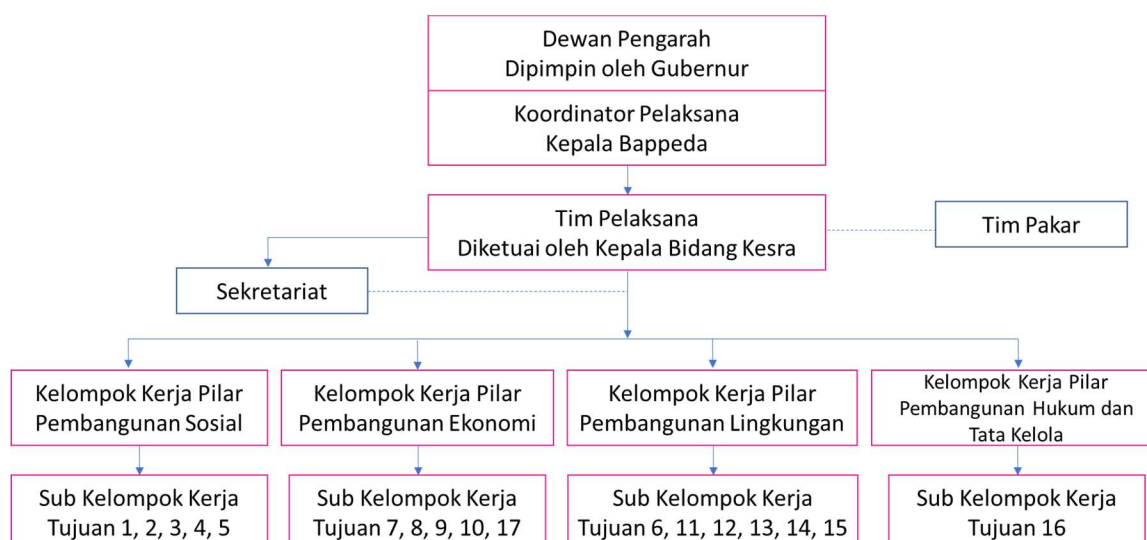 Dewan Pengarah
Dipimpin oleh Gubernur
Koordinator Pelaksana
Kepala Bappeda
Tim Pelaksana
Diketuai oleh Kepala Bidang Kesra
Tim Pakar
Sekretariat
Kelompok Kerja Pilar
Pembangunan Sosial
Kelompok Kerja Pilar
Pembangunan Ekonomi
Kelompok Kerja Pilar
Pembangunan Lingkungan
Kelompok Kerja Pilar
Pembangunan Hukum dan
Tata Kelola
Sub Kelompok Kerja
Tujuan 1, 2, 3, 4, 5
Sub Kelompok Kerja
Tujuan 7, 8, 9, 10, 17
Sub Kelompok Kerja
Tujuan 6, 11, 12, 13, 14, 15
Sub Kelompok Kerja
Tujuan 16